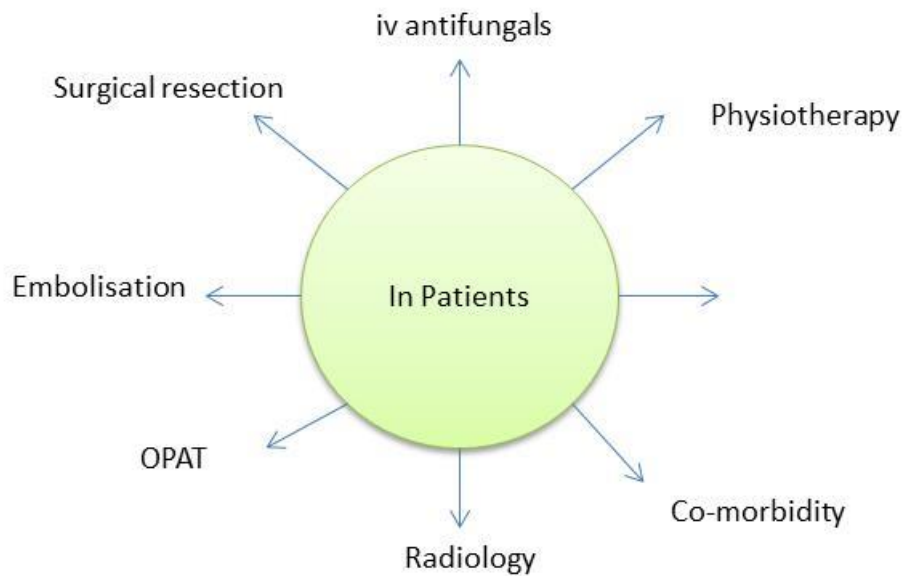 iv antifungals
Surgical resection
Physiotherapy
Embolisation
In Patients
OPAT
Co-morbidity
Radiology